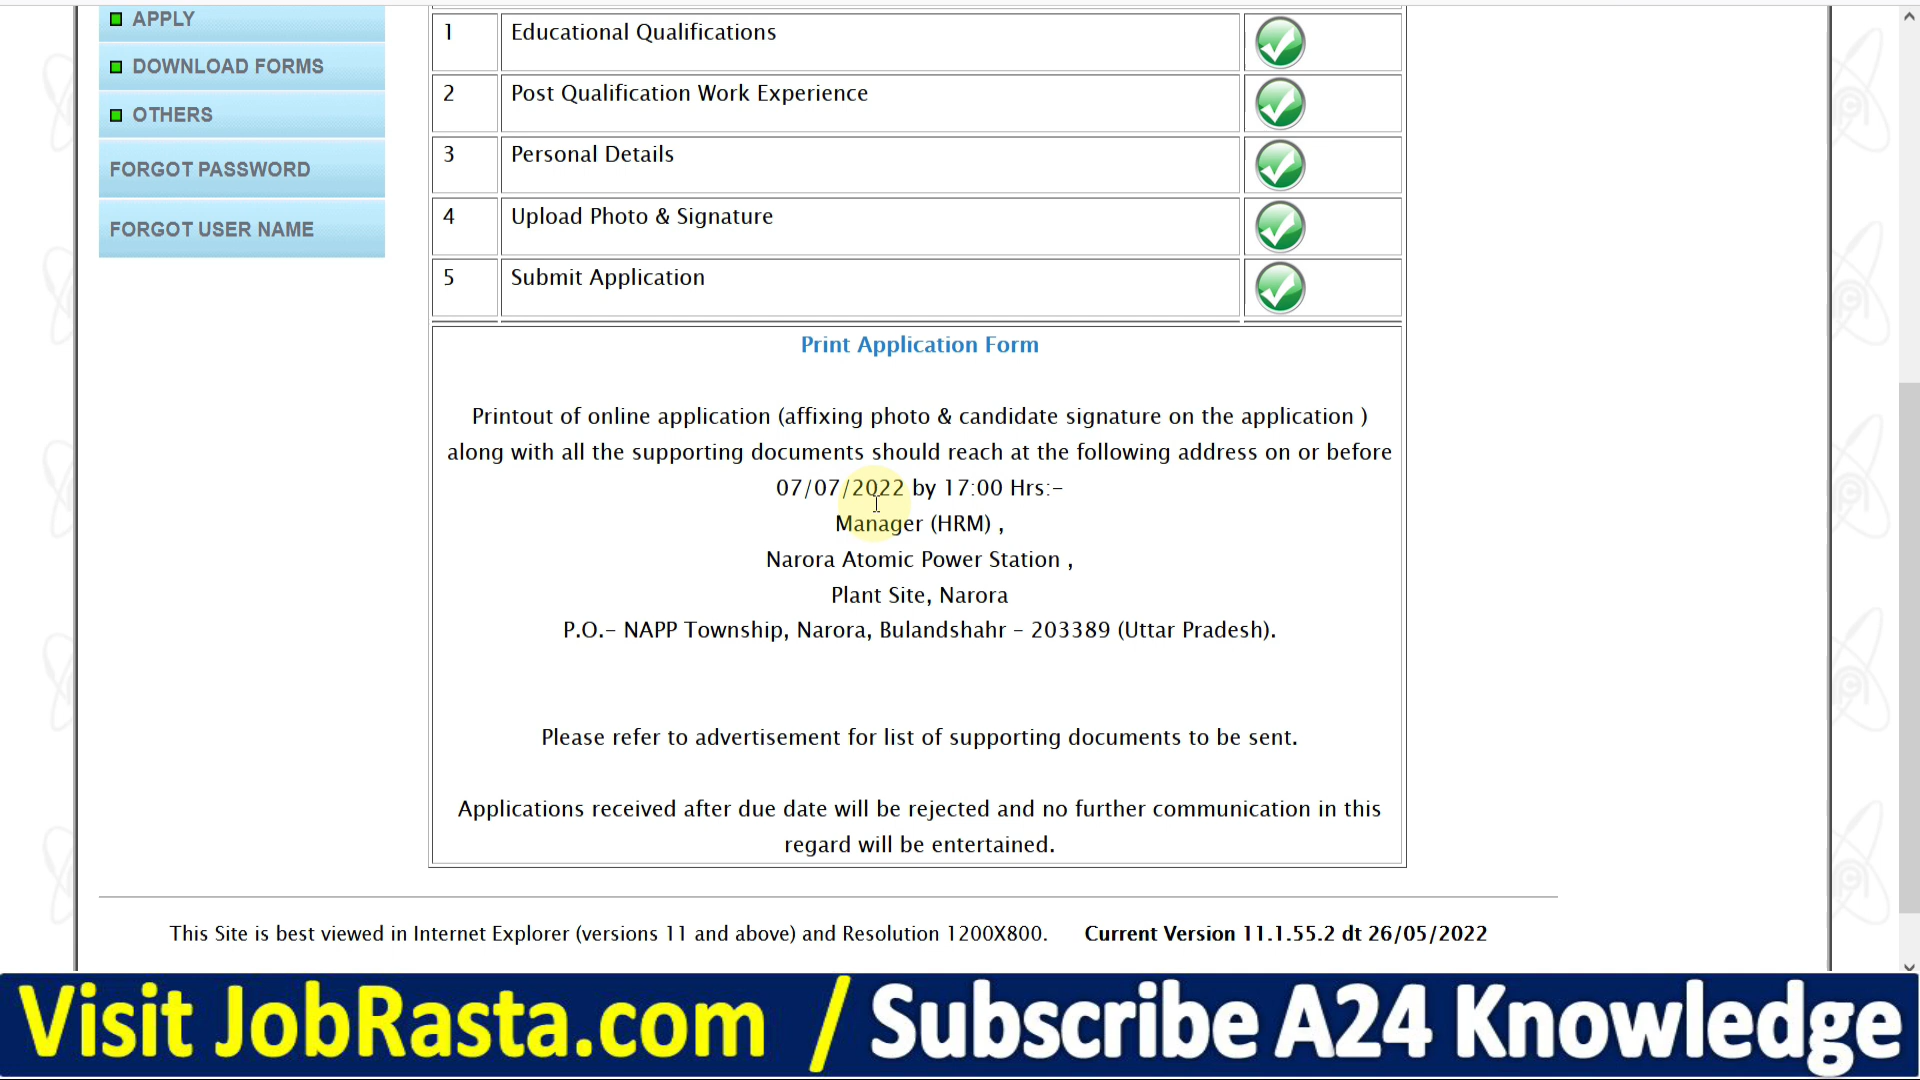 APPLY
DOWNLOAD FORMS
OTHERS
FORGOT PASSWORD
FORGOT USER NAME
1 Educational Qualifications
2 Post Qualification Work Experience
3 Personal Details
4 Upload Photo & Signature
5 Submit Application
Print Application Form
Printout of online application (affixing photo & candidate signature on the application )
along with all the supporting documents should reach at the following address on or before
07/07/2022 by 17:00 Hrs:-
Manager (HRM) ,
Narora Atomic Power Station ,
Plant Site, Narora
P.O.- NAPP Township, Narora, Bulandshahr - 203389 (Uttar Pradesh).
Please refer to advertisement for list of supporting documents to be sent.
Applications received after due date will be rejected and no further communication in this
regard will be entertained.
This Site is best viewed in Internet Explorer (versions 11 and above) and Resolution 1200X800. Current Version 11.1.55.2 dt 26/05/2022
Visit JobRasta.com / Subscribe A24 Knowledge